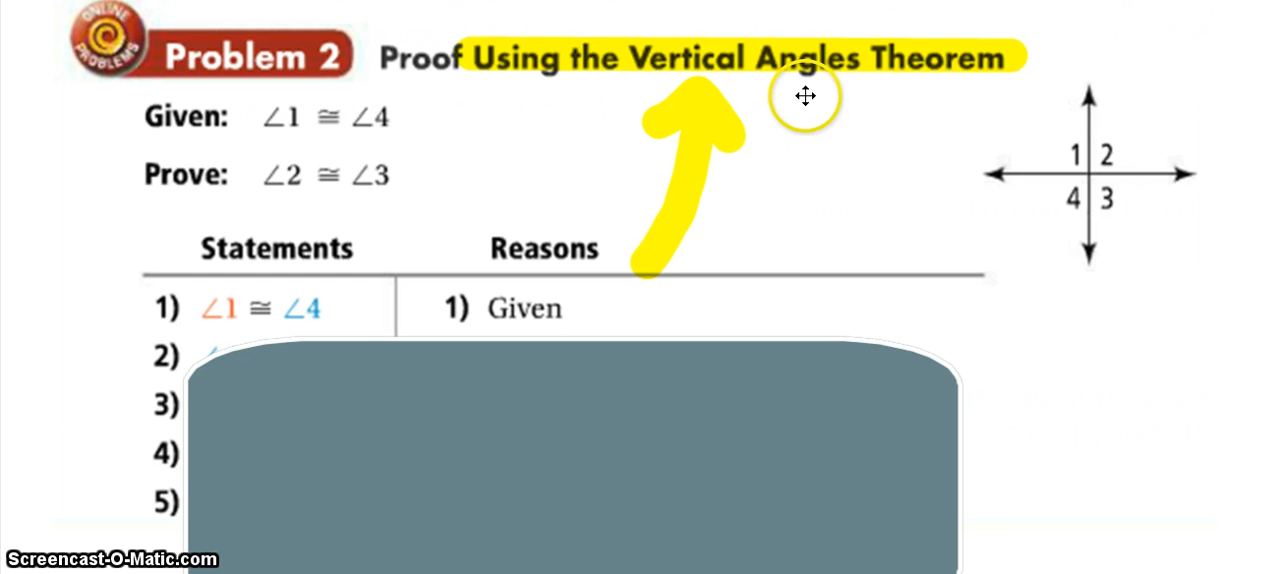 ONLINE
PROBLEMS
Problem 2 Proof Using the Vertical Angles Theorem
Given: ∠1 ≅ ∠4
Prove: ∠2 ≅ ∠3
1 2
4 3
Statements Reasons
1) ∠1 ≅ ∠4 1) Given
2)
3)
4)
5)
Screencast-O-Matic.com